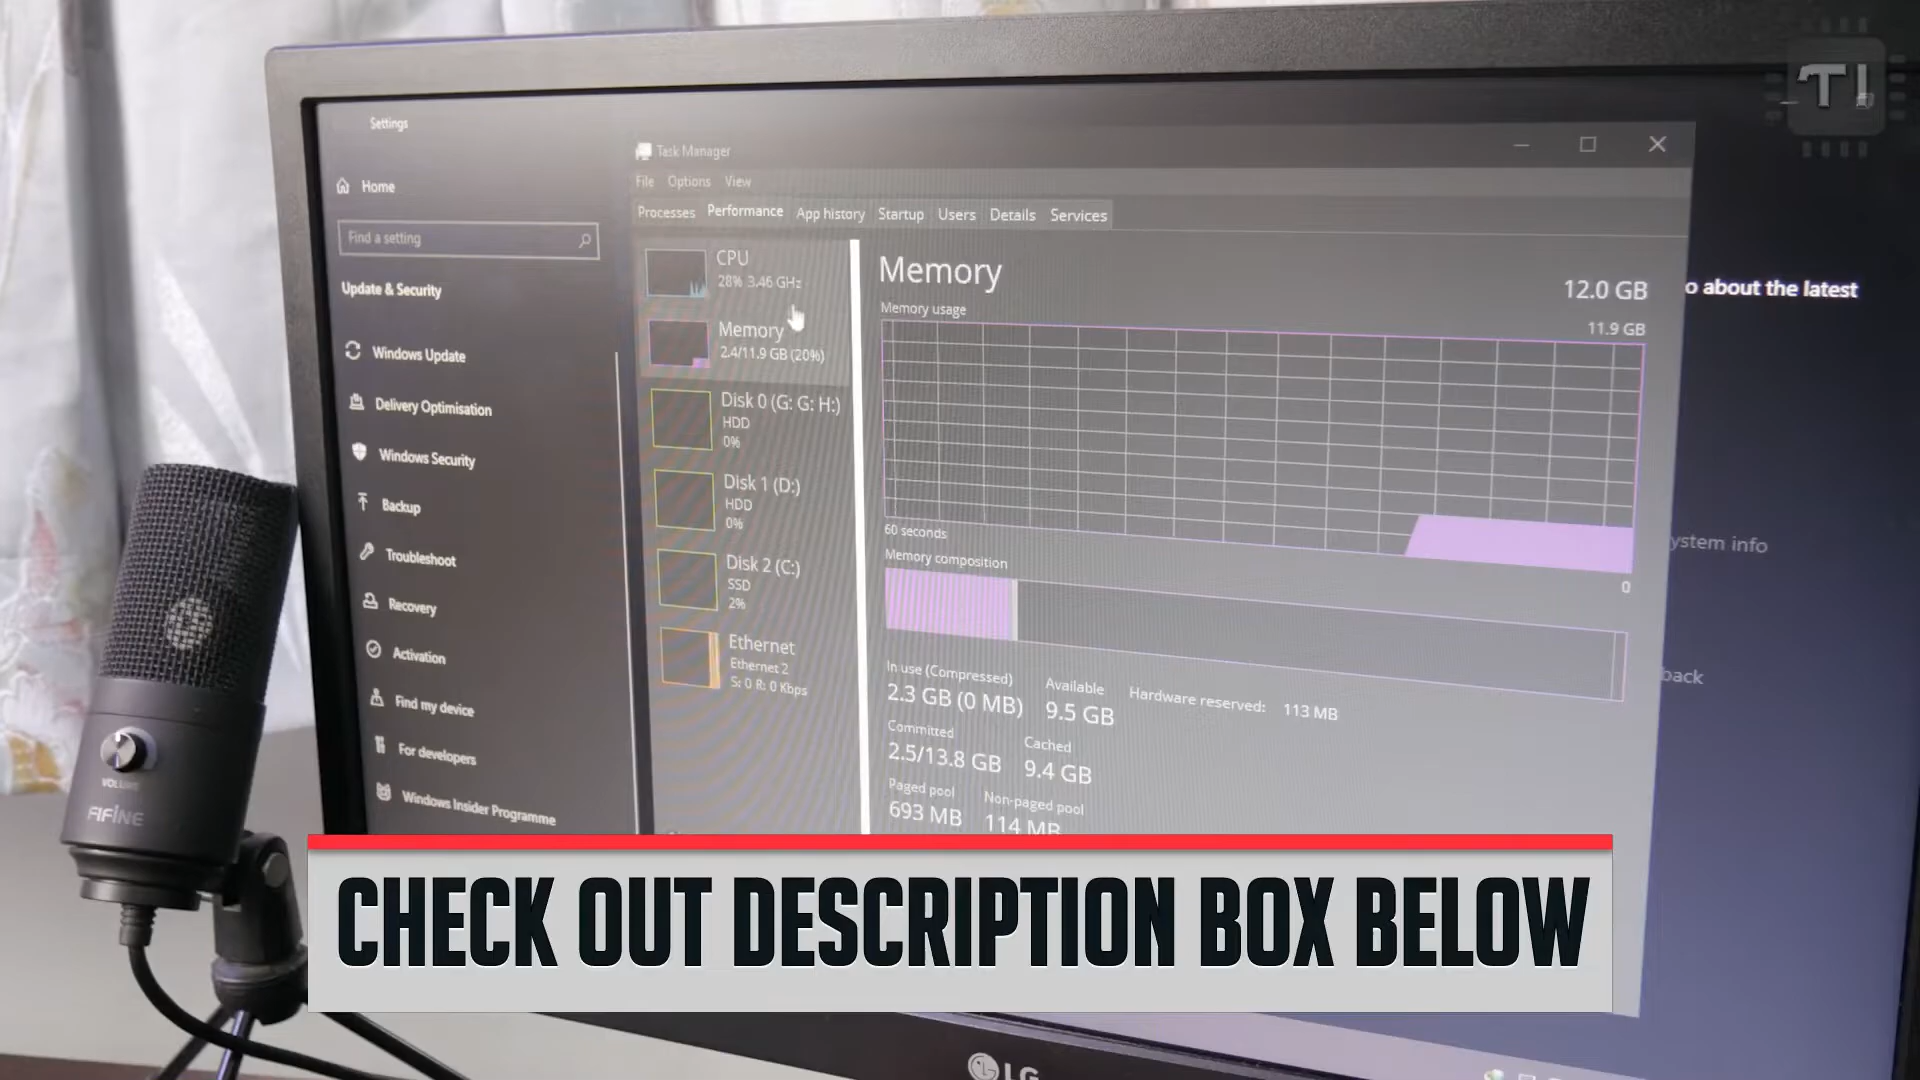 TI
Settings
Home
Find a setting
Update & Security
Windows Update
Delivery Optimisation
Windows Security
Backup
Troubleshoot
Recovery
Activation
Find my device
For developers
Windows Insider Programme
Task Manager
File Options View
Processes Performance App history Startup Users Details Services
CPU
28% 3.46 GHz
Memory
2.4/11.9 GB (20%)
Disk 0 (G: G: H:)
HDD
0%
Disk 1 (D:)
HDD
0%
Disk 2 (C:)
SSD
2%
Ethernet
Ethernet 2
S: 0 R: 0 Kbps
Memory
12.0 GB
Memory usage
11.9 GB
60 seconds
0
Memory composition
In use (Compressed)
2.3 GB (0 MB)
Available
9.5 GB
Hardware reserved: 113 MB
Committed
2.5/13.8 GB
Cached
9.4 GB
Paged pool
693 MB
Non-paged pool
114 MB
o about the latest
ystem info
back
VOLUME
FIFINE
CHECK OUT DESCRIPTION BOX BELOW
LG